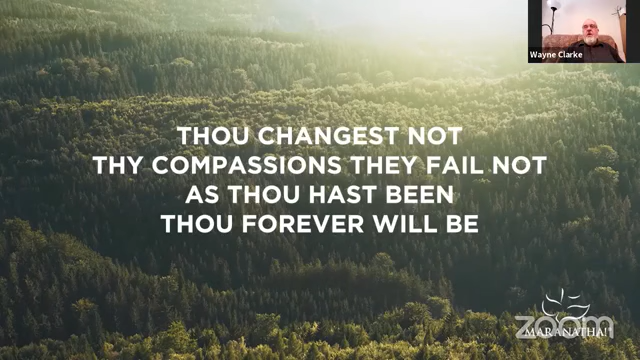 Wayne Clarke
THOU CHANGEST NOT
THY COMPASSIONS THEY FAIL NOT
AS THOU HAST BEEN
THOU FOREVER WILL BE
zoom
MARANATHA!